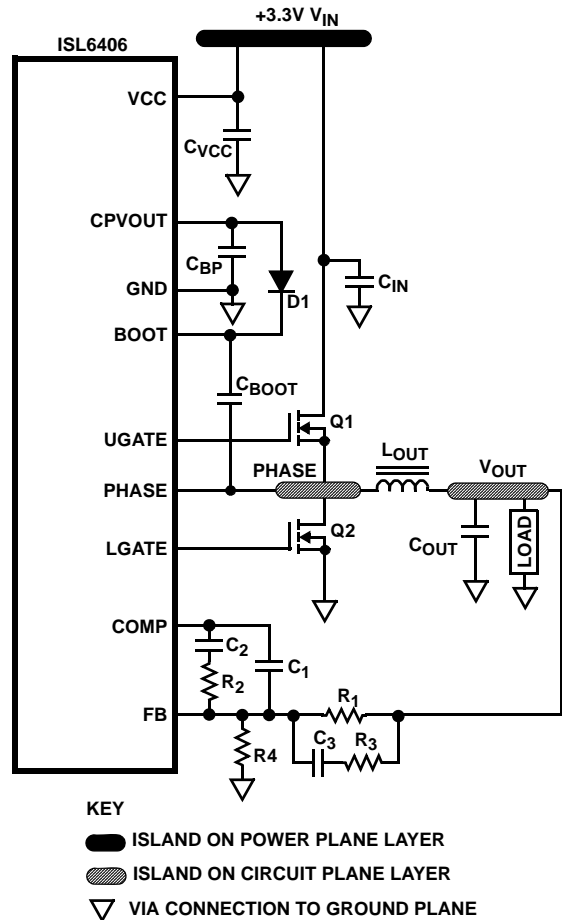 +3.3V VIN
ISL6406
VCC
CVCC
CPVOUT
CBP
GND
D1
CIN
BOOT
CBOOT
Q1
UGATE
LOUT
PHASE
PHASE
VOUT
Q2
COUT
LOAD
LGATE
COMP
C2
C1
R2
R1
FB
C3
R3
R4
KEY
ISLAND ON POWER PLANE LAYER
ISLAND ON CIRCUIT PLANE LAYER
VIA CONNECTION TO GROUND PLANE